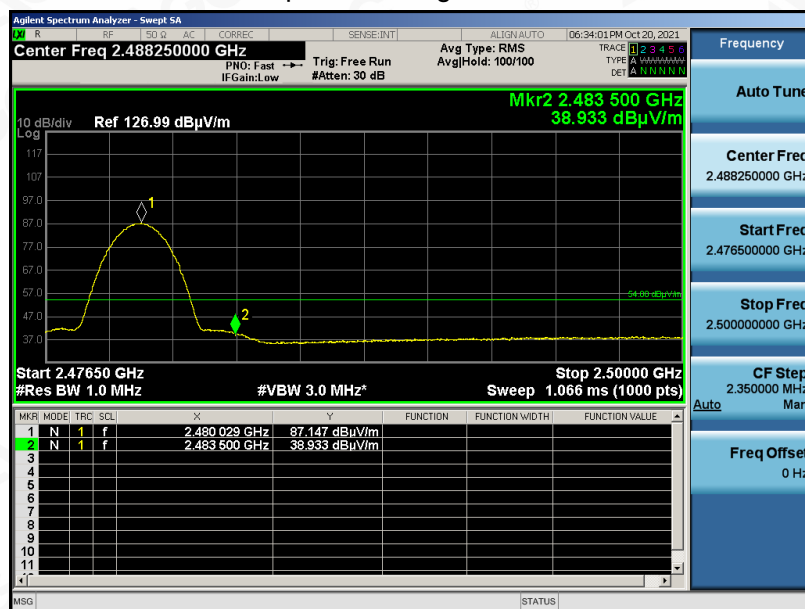 Agilent Spectrum Analyzer - Swept SA
R RF 50 Ω AC CORREC SENSE:INT ALIGN AUTO 06:34:01 PM Oct 20, 2021
Center Freq 2.488250000 GHz
PNO: Fast
IFGain:Low
Trig: Free Run
#Atten: 30 dB
Avg Type: RMS
Avg|Hold: 100/100
TRACE 1 2 3 4 5 6
TYPE A WWWWW
DET A N N N N N
Mkr2 2.483 500 GHz
38.933 dBµV/m
10 dB/div Ref 126.99 dBµV/m
Log
117
107
97.0
87.0
77.0
67.0
57.0
47.0
37.0
1
2
54.00 dBµV/m
Start 2.47650 GHz Stop 2.50000 GHz
#Res BW 1.0 MHz #VBW 3.0 MHz* Sweep 1.066 ms (1000 pts)
MKR MODE TRC SCL X Y FUNCTION FUNCTION WIDTH FUNCTION VALUE
1 N 1 f 2.480 029 GHz 87.147 dBµV/m
2 N 1 f 2.483 500 GHz 38.933 dBµV/m
3
4
5
6
7
8
9
10
11
MSG STATUS
Frequency
Auto Tune
Center Freq
2.488250000 GHz
Start Freq
2.476500000 GHz
Stop Freq
2.500000000 GHz
CF Step
2.350000 MHz
Auto Man
Freq Offset
0 Hz